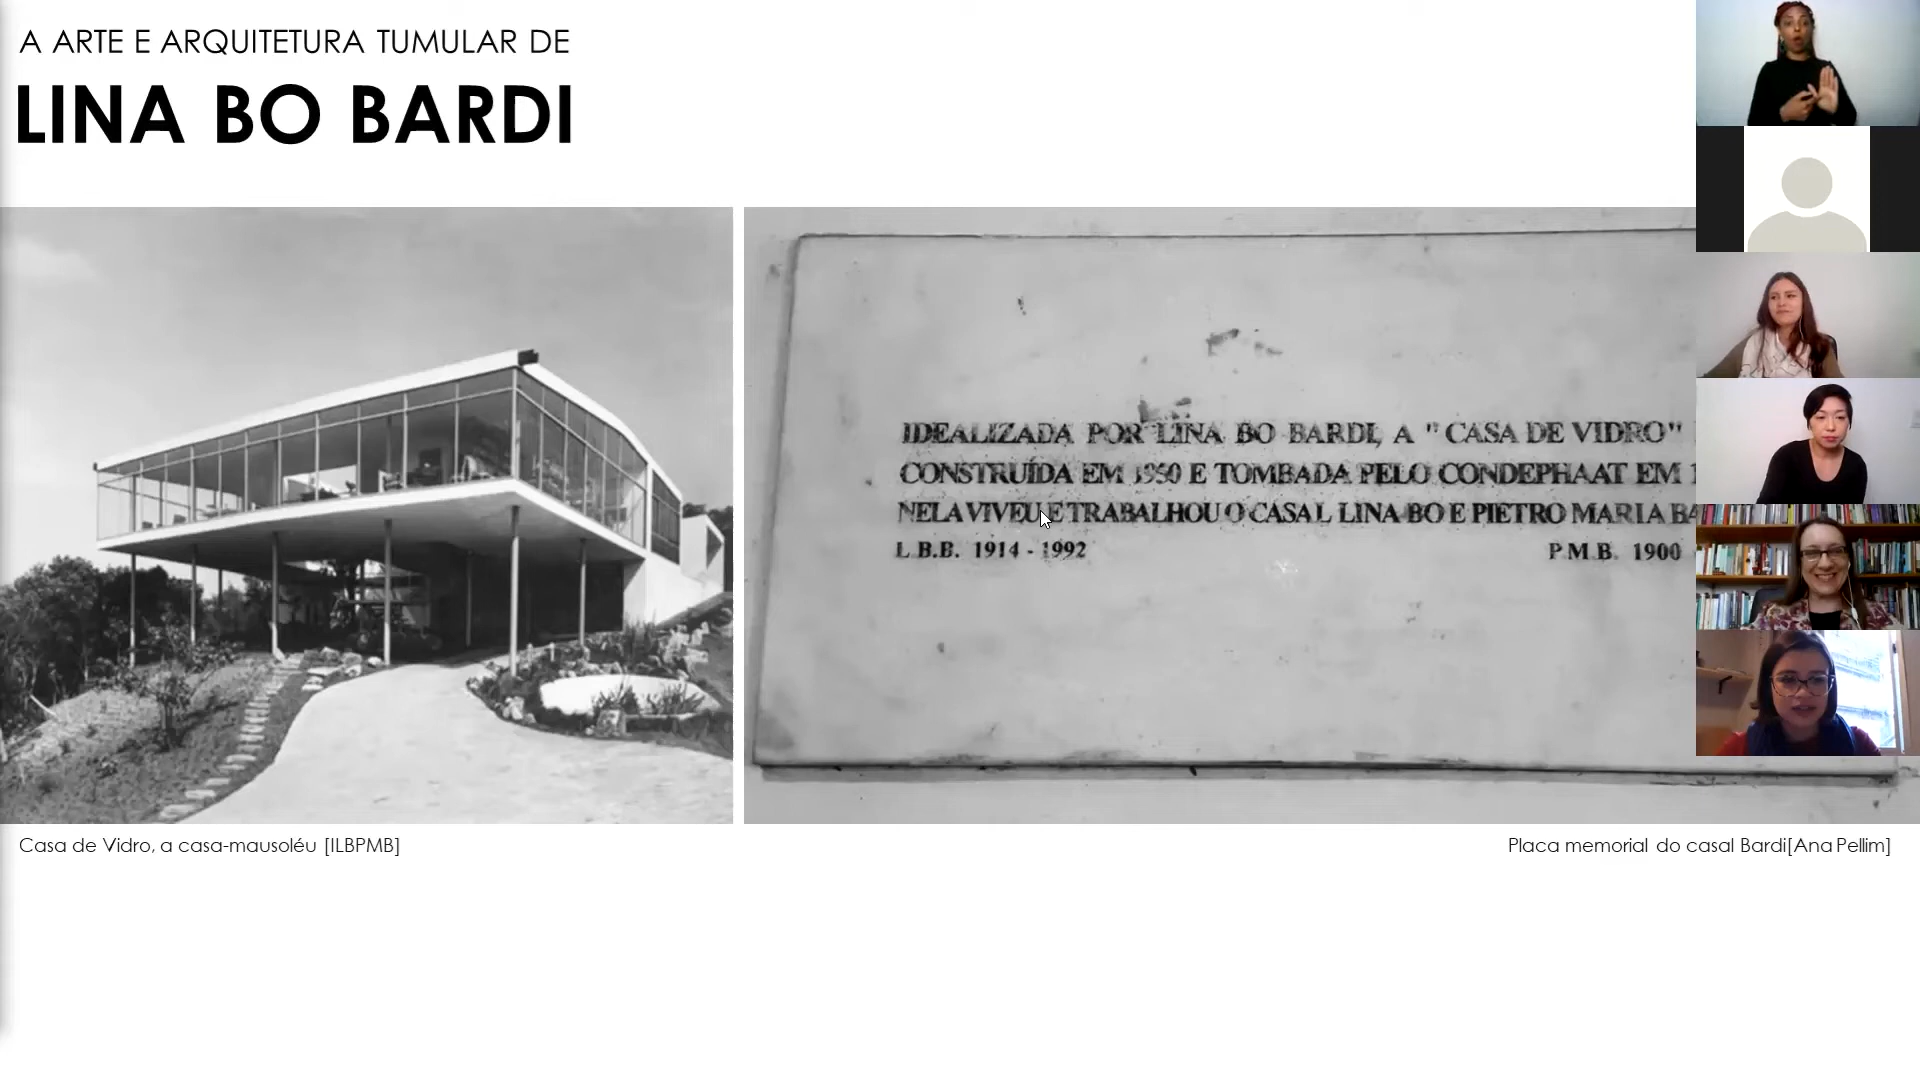 A ARTE E ARQUITETURA TUMULAR DE
LINA BO BARDI
IDEALIZADA POR LINA BO BARDI, A "CASA DE VIDRO"
CONSTRUÍDA EM 1950 E TOMBADA PELO CONDEPHAAT EM
NELA VIVEU E TRABALHOU O CASAL LINA BO E PIETRO MARIA
L.B.B. 1914 - 1992 P.M.B. 1900
Casa de Vidro, a casa-mausoléu [ILBPMB]
Placa memorial do casal Bardi[Ana Pellim]